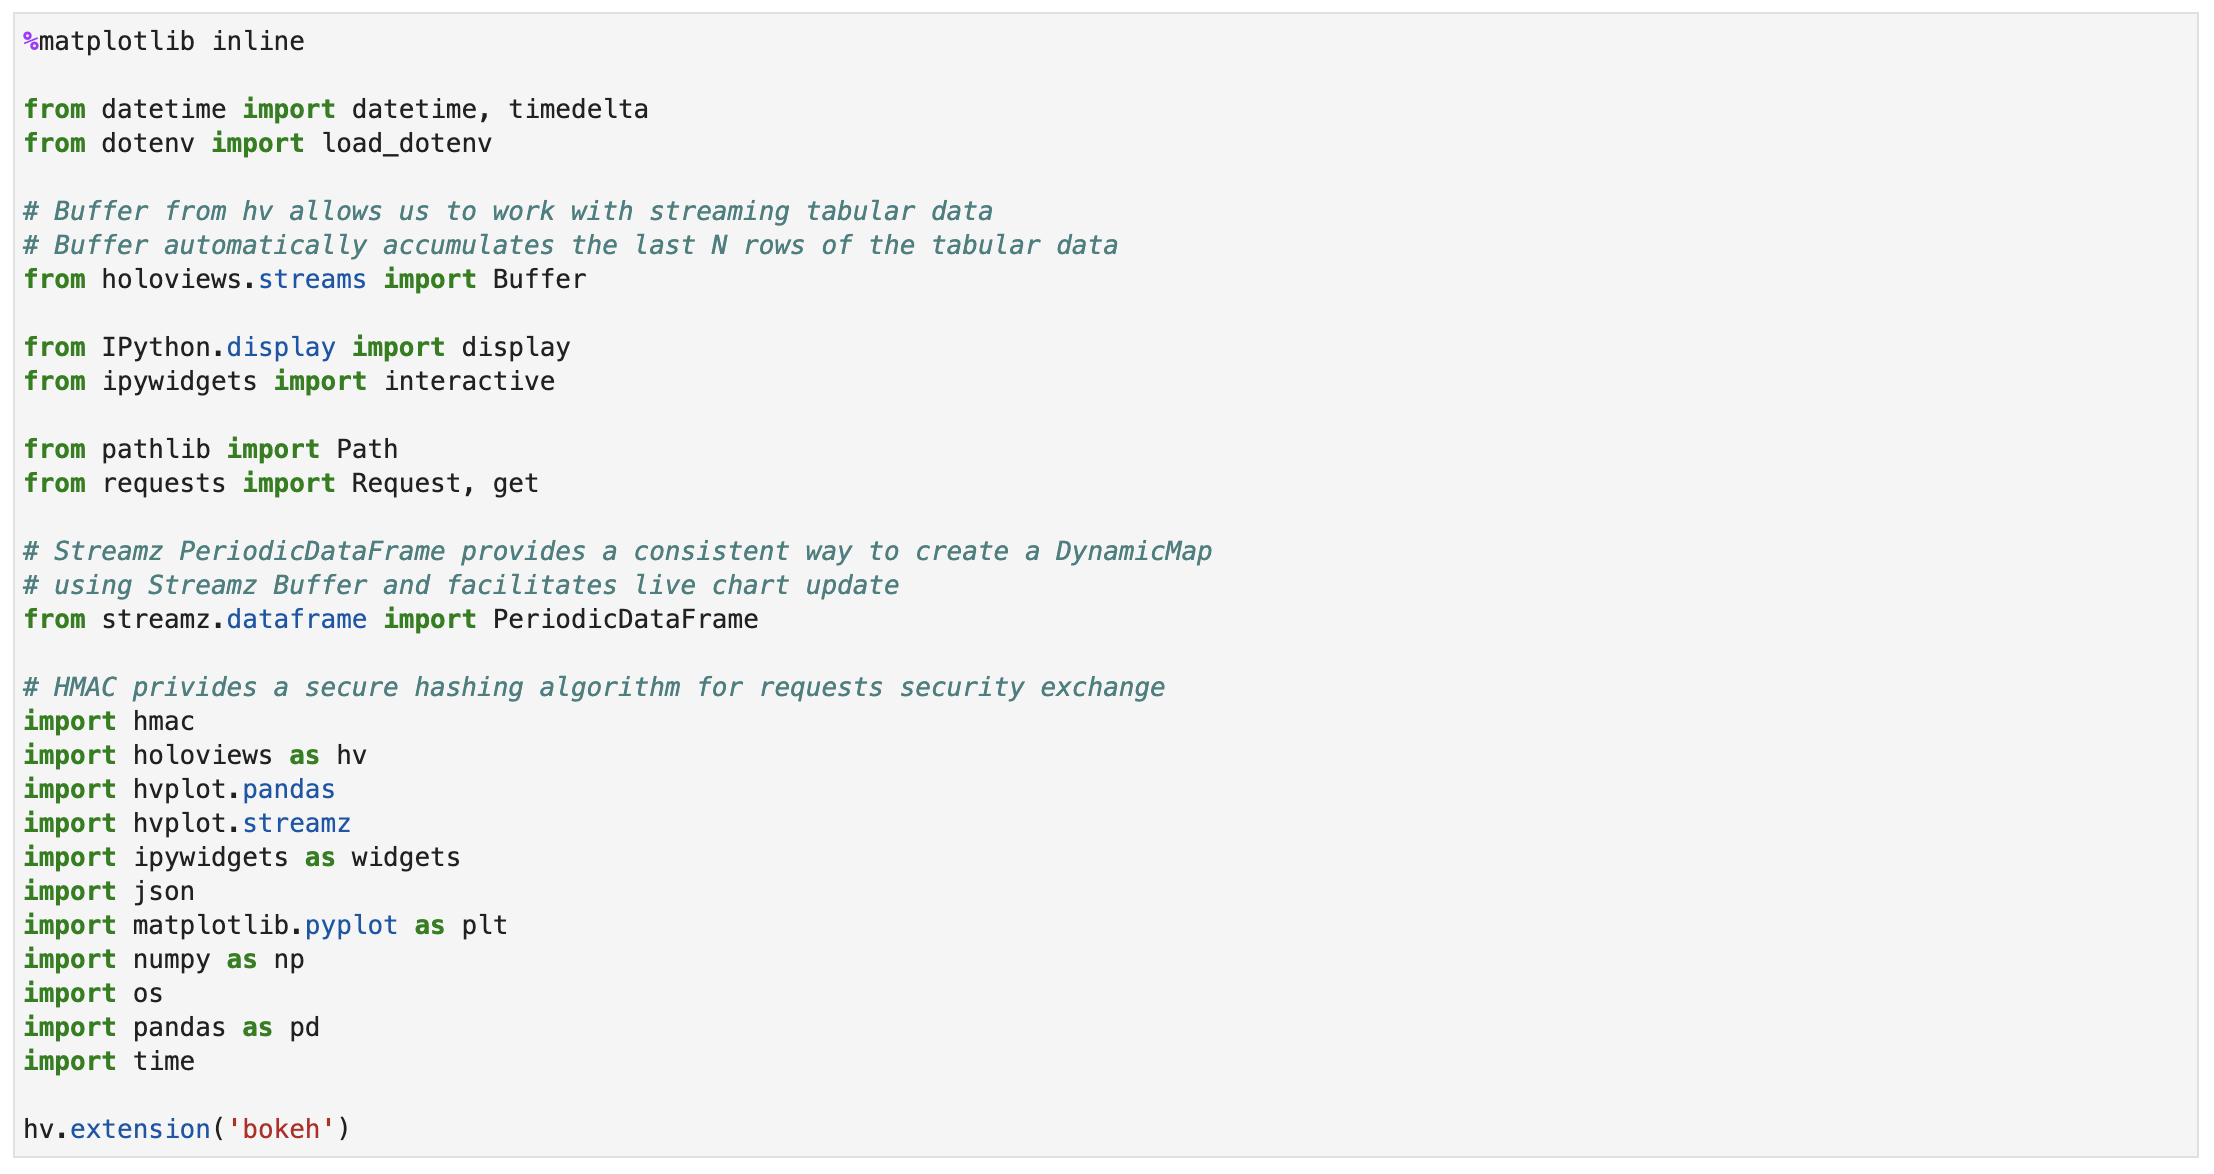 %matplotlib inline
from datetime import datetime, timedelta
from dotenv import load_dotenv
# Buffer from hv allows us to work with streaming tabular data
# Buffer automatically accumulates the last N rows of the tabular data
from holoviews.streams import Buffer
from IPython.display import display
from ipywidgets import interactive
from pathlib import Path
from requests import Request, get
# Streamz PeriodicDataFrame provides a consistent way to create a DynamicMap
# using Streamz Buffer and facilitates live chart update
from streamz.dataframe import PeriodicDataFrame
# HMAC privides a secure hashing algorithm for requests security exchange
import hmac
import holoviews as hv
import hvplot.pandas
import hvplot.streamz
import ipywidgets as widgets
import json
import matplotlib.pyplot as plt
import numpy as np
import os
import pandas as pd
import time
hv.extension('bokeh')